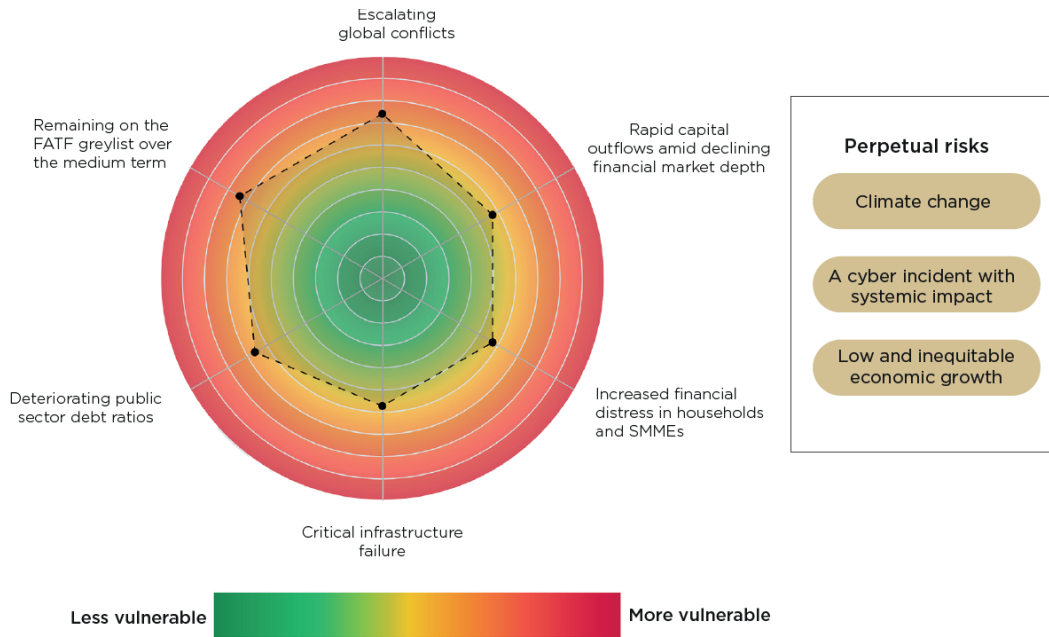 Escalating
global conflicts
Remaining on the
FATF greylist over
the medium term
Rapid capital
outflows amid declining
financial market depth
Deteriorating public
sector debt ratios
Increased financial
distress in households
and SMMEs
Critical infrastructure
failure
Perpetual risks
Climate change
A cyber incident with
systemic impact
Low and inequitable
economic growth
Less vulnerable
More vulnerable